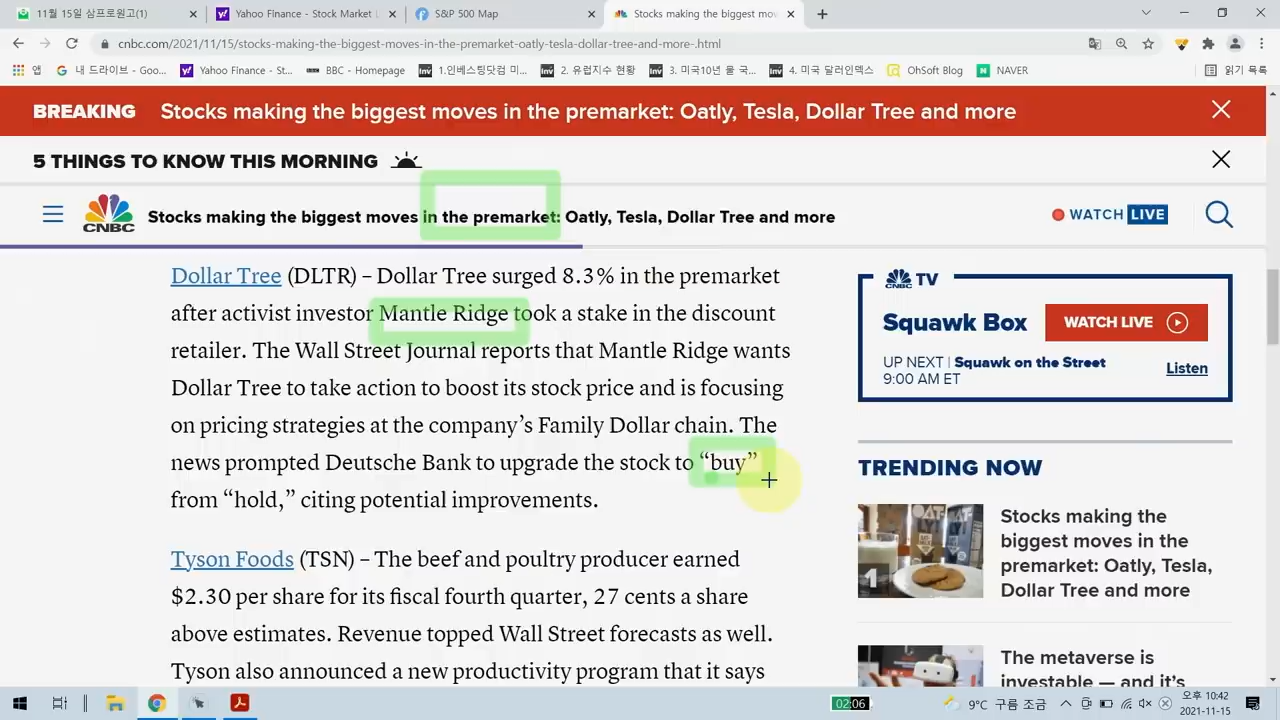 11월 15일 삼프로원고(1)
Yahoo Finance - Stock Market L
S&P 500 Map
Stocks making the biggest mov
cnbc.com/2021/11/15/stocks-making-the-biggest-moves-in-the-premarket-oatly-tesla-dollar-tree-and-more-.html
앱
내 드라이브 - Goo...
Yahoo Finance - St...
BBC - Homepage
1.인베스팅닷컴 미...
2. 유럽지수 현황
3. 미국10년 물 국...
4. 미국 달러인덱스
OhSoft Blog
NAVER
읽기 목록
BREAKING Stocks making the biggest moves in the premarket: Oatly, Tesla, Dollar Tree and more
5 THINGS TO KNOW THIS MORNING
CNBC
Stocks making the biggest moves in the premarket: Oatly, Tesla, Dollar Tree and more
WATCH LIVE
Dollar Tree (DLTR) – Dollar Tree surged 8.3% in the premarket
after activist investor Mantle Ridge took a stake in the discount
retailer. The Wall Street Journal reports that Mantle Ridge wants
Dollar Tree to take action to boost its stock price and is focusing
on pricing strategies at the company’s Family Dollar chain. The
news prompted Deutsche Bank to upgrade the stock to “buy”
from “hold,” citing potential improvements.
Tyson Foods (TSN) – The beef and poultry producer earned
$2.30 per share for its fiscal fourth quarter, 27 cents a share
above estimates. Revenue topped Wall Street forecasts as well.
Tyson also announced a new productivity program that it says
CNBC TV
Squawk Box
WATCH LIVE
UP NEXT | Squawk on the Street
9:00 AM ET
Listen
TRENDING NOW
1
Stocks making the
biggest moves in the
premarket: Oatly, Tesla,
Dollar Tree and more
The metaverse is
investable — and it’s
02:06
9°C 구름 조금
오후 10:42
2021-11-15